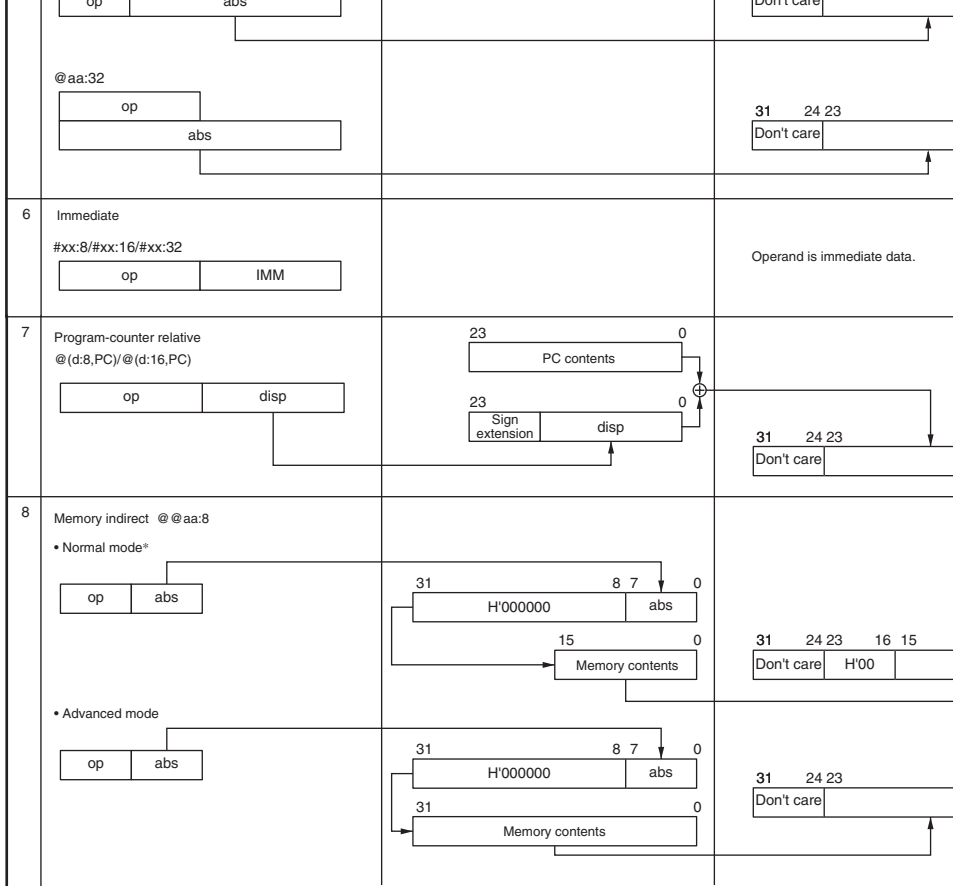 op abs Don't care
@aa:32
op
31 24 23
abs Don't care
6 Immediate
#xx:8/#xx:16/#xx:32
Operand is immediate data.
op IMM
7 Program-counter relative
23 0
@(d:8,PC)/@(d:16,PC)
PC contents
op disp
23 0
Sign
extension
disp
31 24 23
Don't care
8 Memory indirect @@aa:8
• Normal mode*
31 8 7 0
op abs H'000000 abs
15 0 31 24 23 16 15
Memory contents Don't care H'00
• Advanced mode
31 8 7 0
op abs H'000000 abs
31 24 23
Don't care
31 0
Memory contents